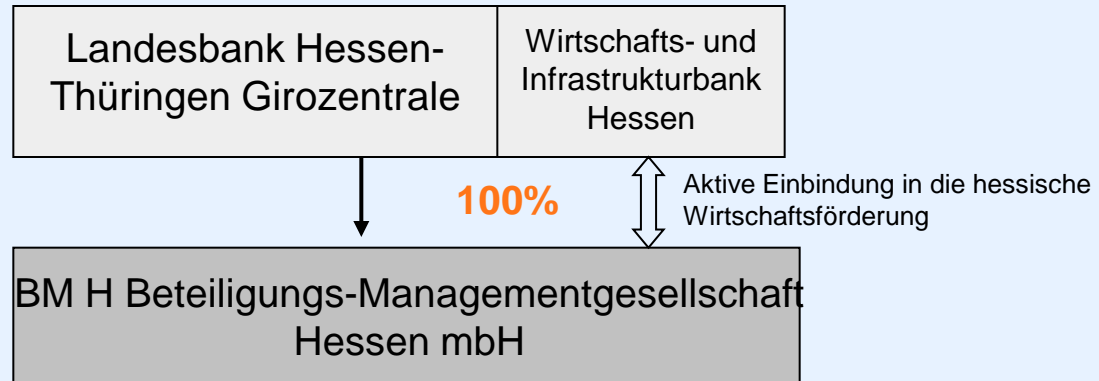 Landesbank Hessen-
Thüringen Girozentrale
Wirtschafts- und
Infrastrukturbank
Hessen
100%
Aktive Einbindung in die hessische
Wirtschaftsförderung
BM H Beteiligungs-Managementgesellschaft
Hessen mbH